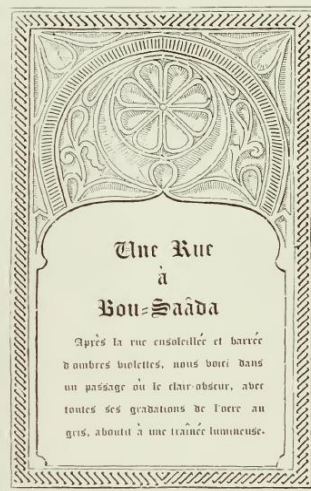 Une Rue
à
Bou=Saâda
Après la rue ensoleillée et barrée
d'ombres violettes, nous voici dans
un passage où le clair-obscur, avec
toutes ses gradations de l'ocre au
gris, aboutit à une traînée lumineuse.